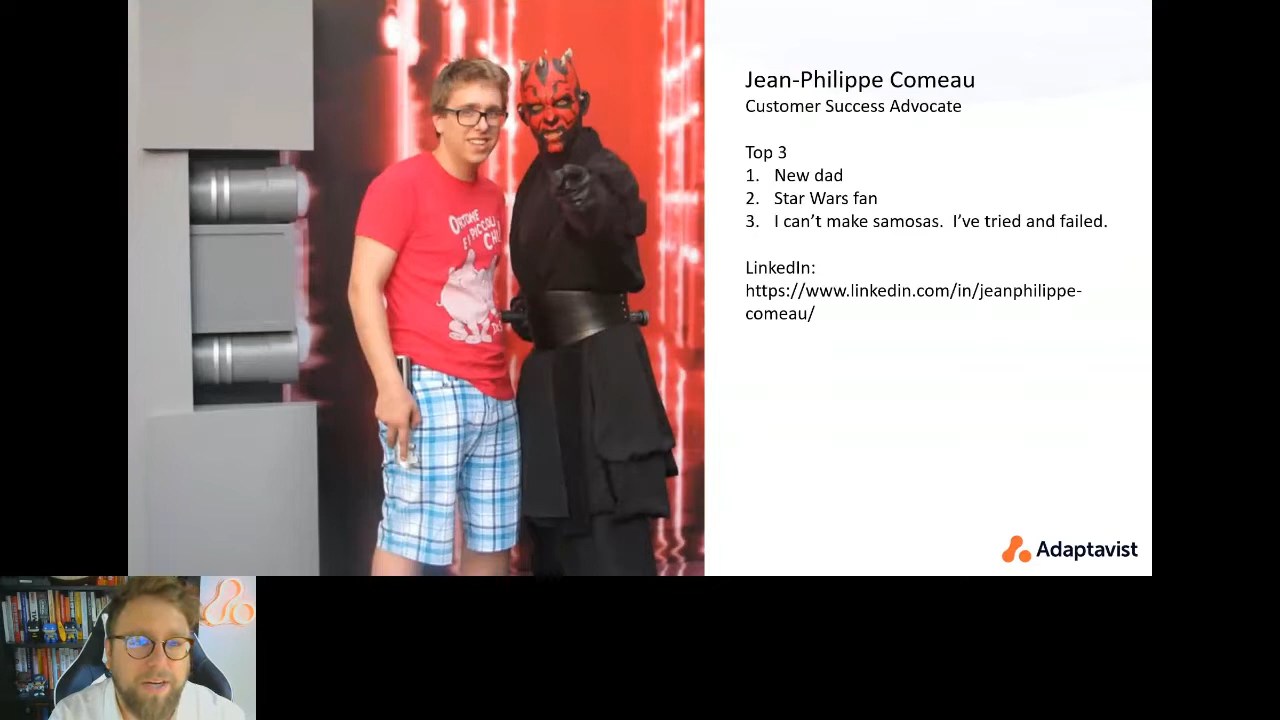 Jean-Philippe Comeau
Customer Success Advocate
Top 3
1. New dad
2. Star Wars fan
3. I can’t make samosas.  I’ve tried and failed.
LinkedIn:
https://www.linkedin.com/in/jeanphilippe-
comeau/
Adaptavist